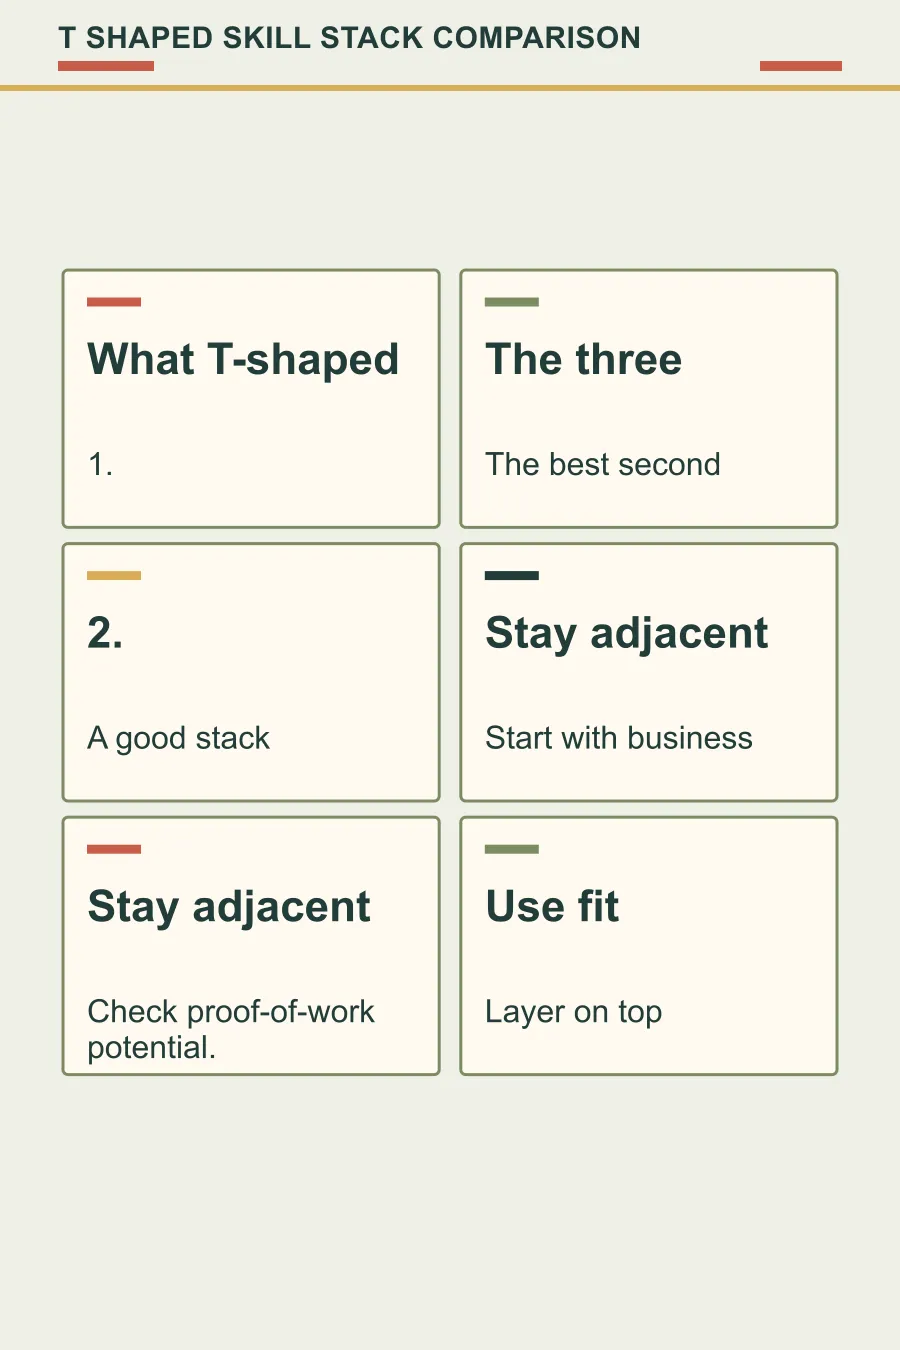 T SHAPED SKILL STACK COMPARISON
What T-shaped
1.
The three
The best second
2.
A good stack
Stay adjacent
Start with business
Stay adjacent
Check proof-of-work
potential.
Use fit
Layer on top